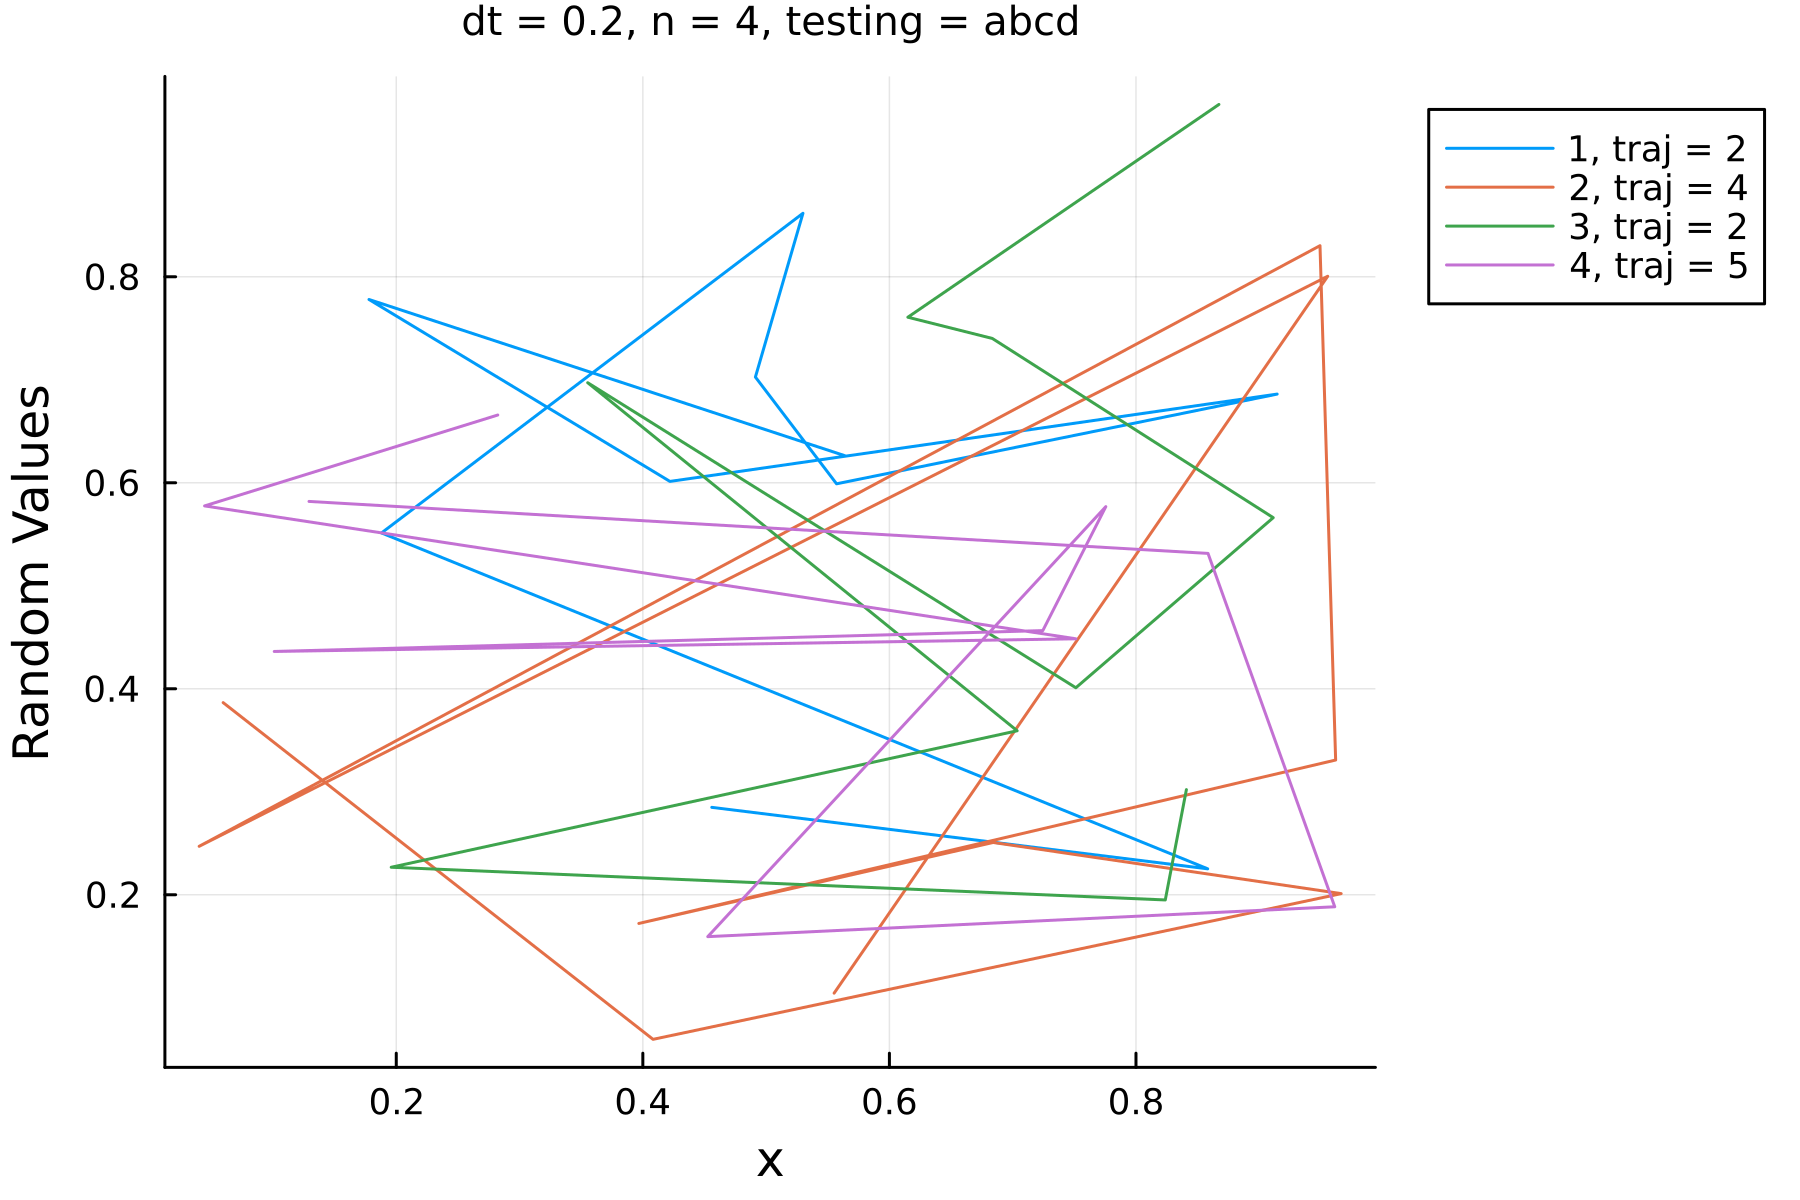 dt = 0.2, n = 4, testing = abcd
1, traj = 2
2, traj = 4
3, traj = 2
4, traj = 5
Random Values
0.8
0.6
0.4
0.2
0.2 0.4 0.6 0.8
x